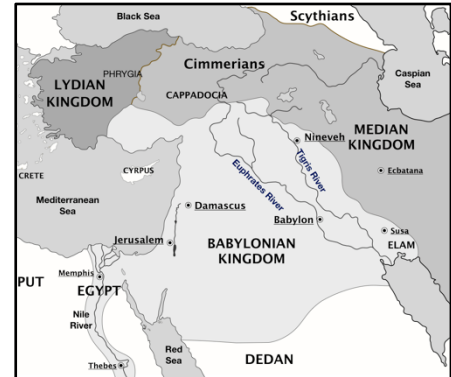 Black Sea
Scythians
Cimmerians
PHRYGIA
LYDIAN
KINGDOM
CAPPADOCIA
Caspian
Sea
MEDIAN
KINGDOM
Nineveh
Tigris River
Ecbatana
CRETE
CYRPUS
Euphrates River
Mediterranean
Sea
Damascus
Babylon
Susa
ELAM
Jerusalem
BABYLONIAN
KINGDOM
Memphis
PUT
EGYPT
Nile
River
Red
Sea
DEDAN
Thebes